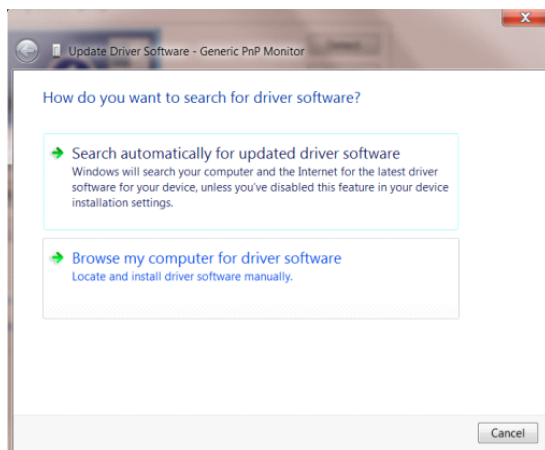 Update Driver Software - Generic PnP Monitor
How do you want to search for driver software?
Search automatically for updated driver software
Windows will search your computer and the Internet for the latest driver
software for your device, unless you've disabled this feature in your device
installation settings.
Browse my computer for driver software
Locate and install driver software manually.
Cancel